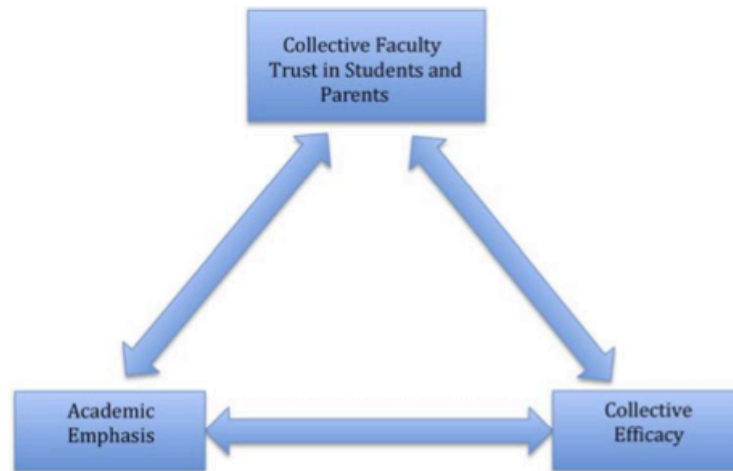 Collective Faculty
Trust in Students and
Parents
Academic
Emphasis
Collective
Efficacy